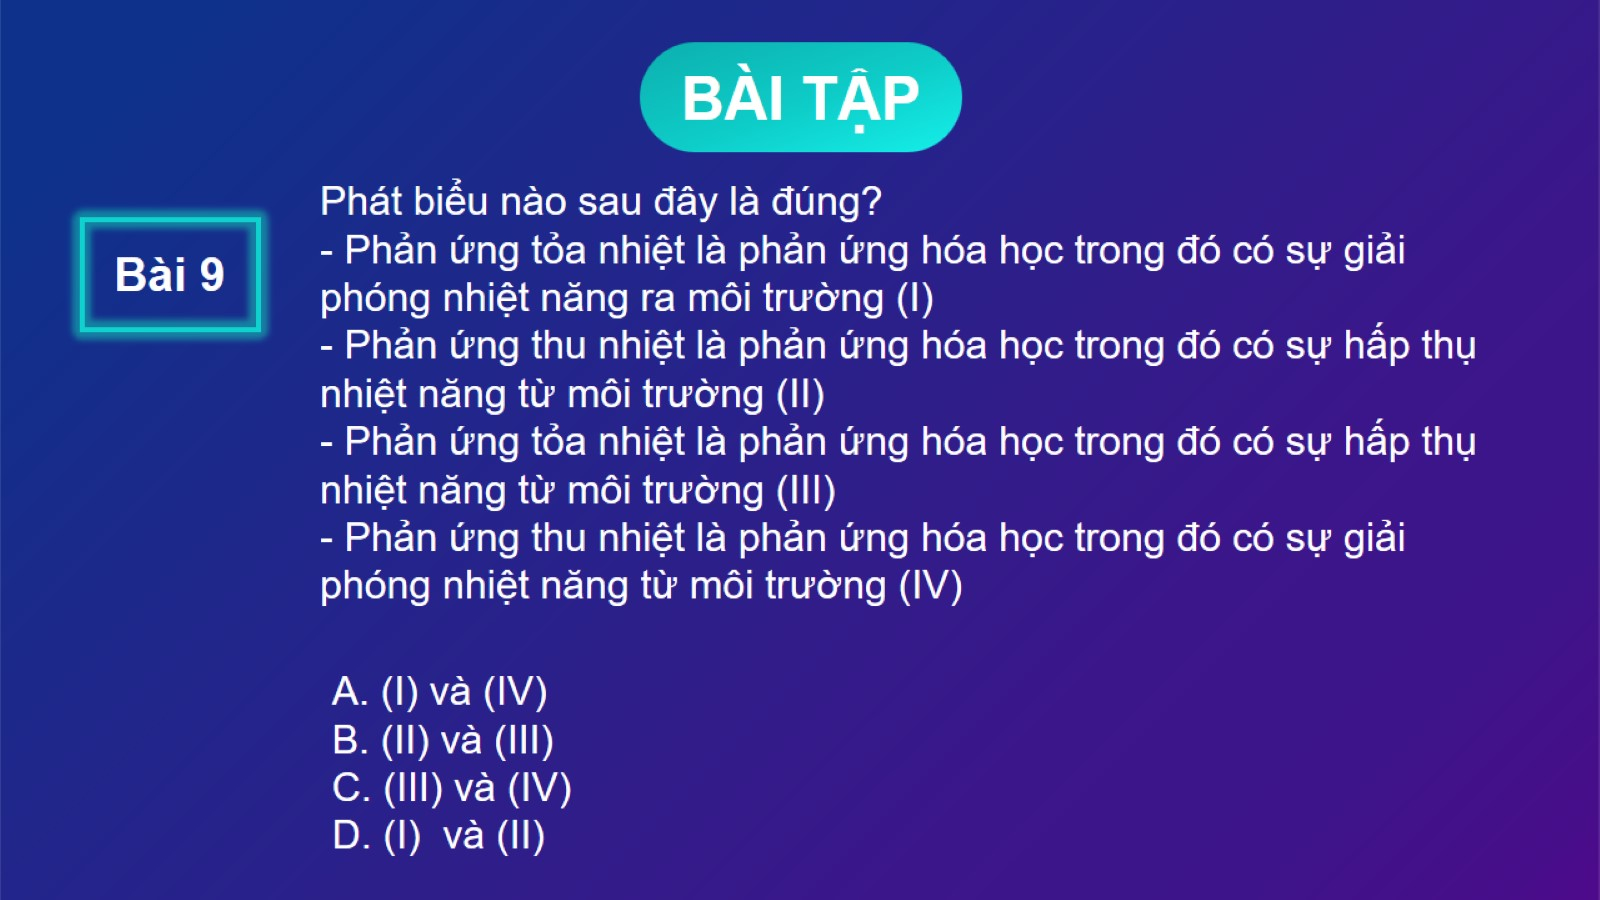 BÀI TẬP
Bài 9
Phát biểu nào sau đây là đúng?
- Phản ứng tỏa nhiệt là phản ứng hóa học trong đó có sự giải
phóng nhiệt năng ra môi trường (I)
- Phản ứng thu nhiệt là phản ứng hóa học trong đó có sự hấp thụ
nhiệt năng từ môi trường (II)
- Phản ứng tỏa nhiệt là phản ứng hóa học trong đó có sự hấp thụ
nhiệt năng từ môi trường (III)
- Phản ứng thu nhiệt là phản ứng hóa học trong đó có sự giải
phóng nhiệt năng từ môi trường (IV)
A. (I) và (IV)
B. (II) và (III)
C. (III) và (IV)
D. (I)  và (II)